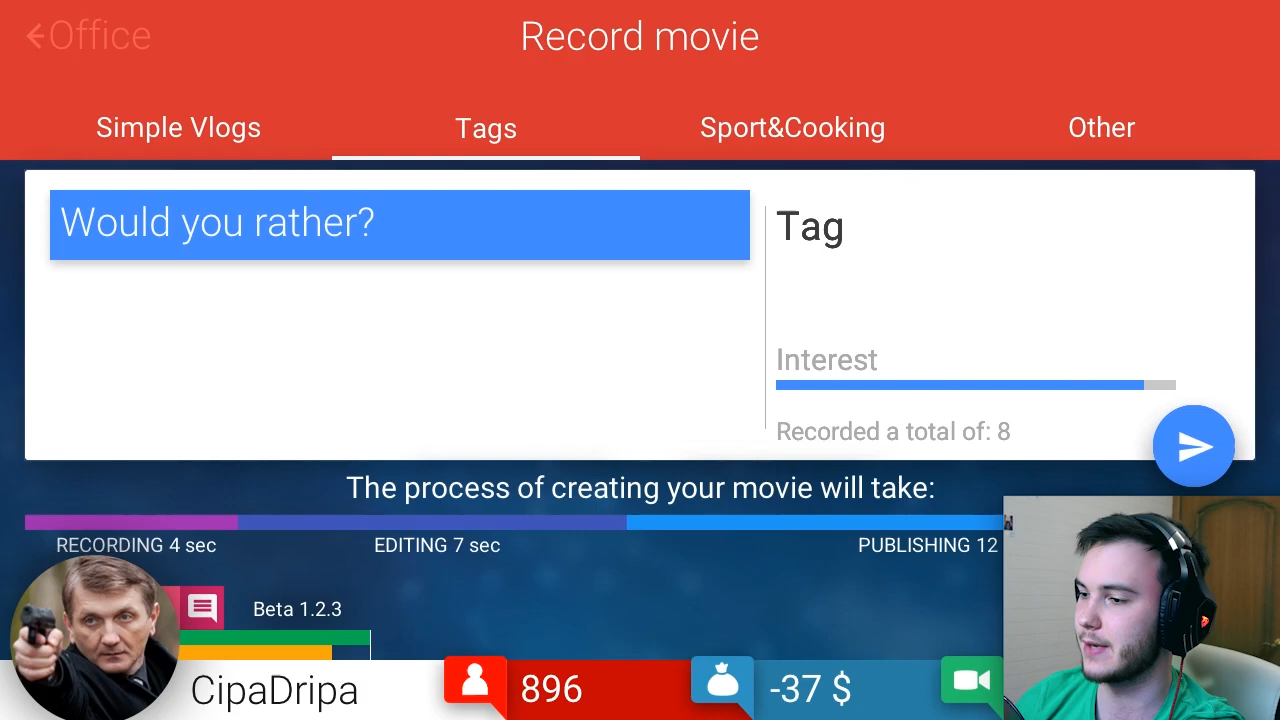 Office
Record movie
Simple Vlogs
Tags
Sport&Cooking
Other
Would you rather?
Tag
Interest
Recorded a total of: 8
The process of creating your movie will take:
RECORDING 4 sec
EDITING 7 sec
PUBLISHING 12
Beta 1.2.3
CipaDripa
896
-37 $